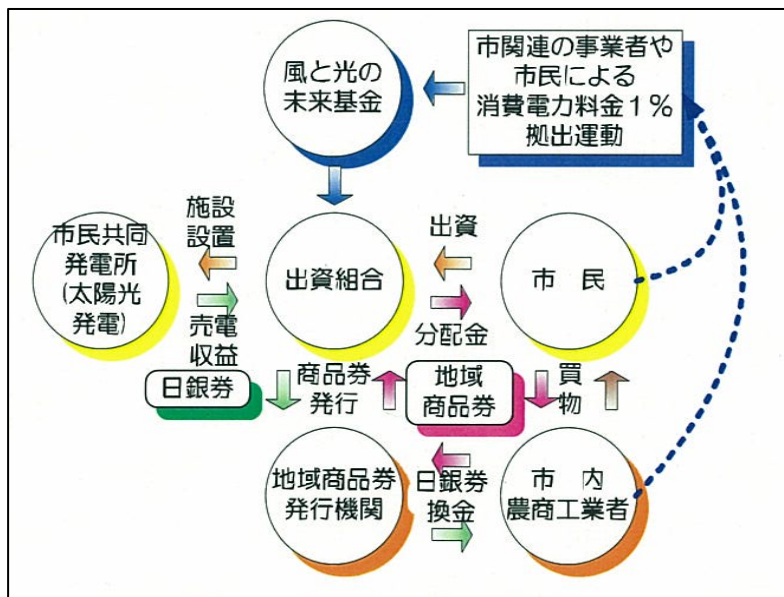 風と光の
未来基金
市関連の事業者や
市民による
消費電力料金1%
拠出運動
施設
設置
市民共同
発電所
(太陽光
発電)
売電
収益
出資組合
出資
分配金
市 民
日銀券
商品券
発行
地域
商品券
買
物
地域商品券
発行機関
日銀券
換金
市 内
農商工業者